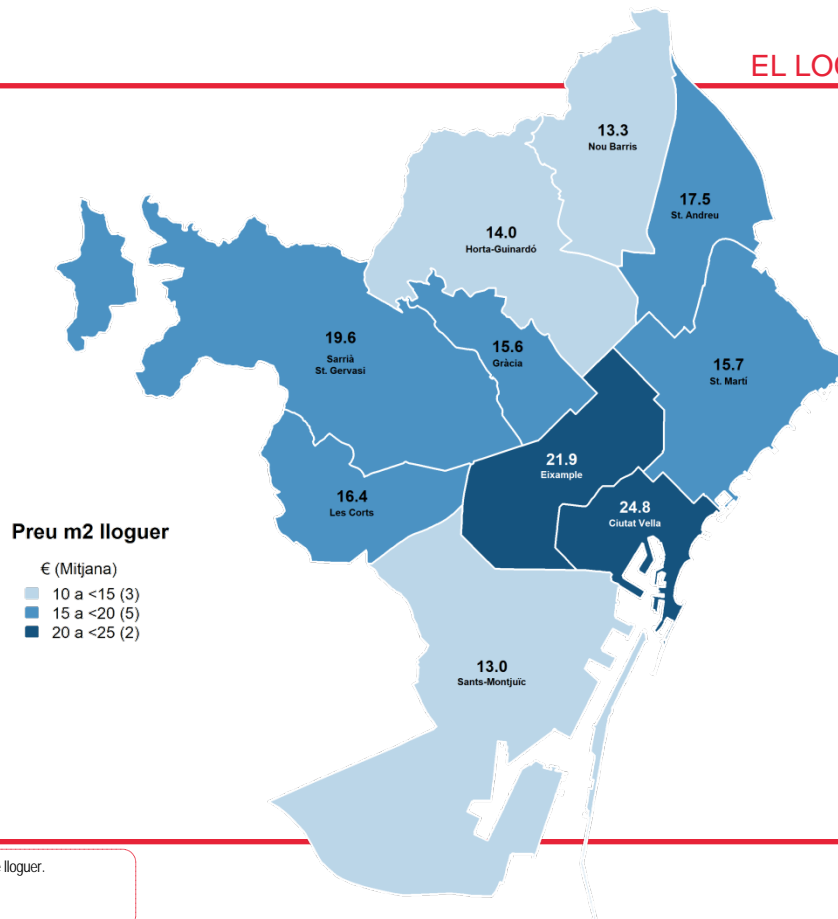 EL LOC
13.3
Nou Barris
17.5
St. Andreu
14.0
Horta-Guinardó
19.6
Sarrià
St. Gervasi
15.6
Gràcia
15.7
St. Martí
21.9
Eixample
16.4
Les Corts
24.8
Ciutat Vella
Preu m2 lloguer
€ (Mitjana)
10 a <15 (3)
15 a <20 (5)
20 a <25 (2)
13.0
Sants-Montjuïc
lloguer.